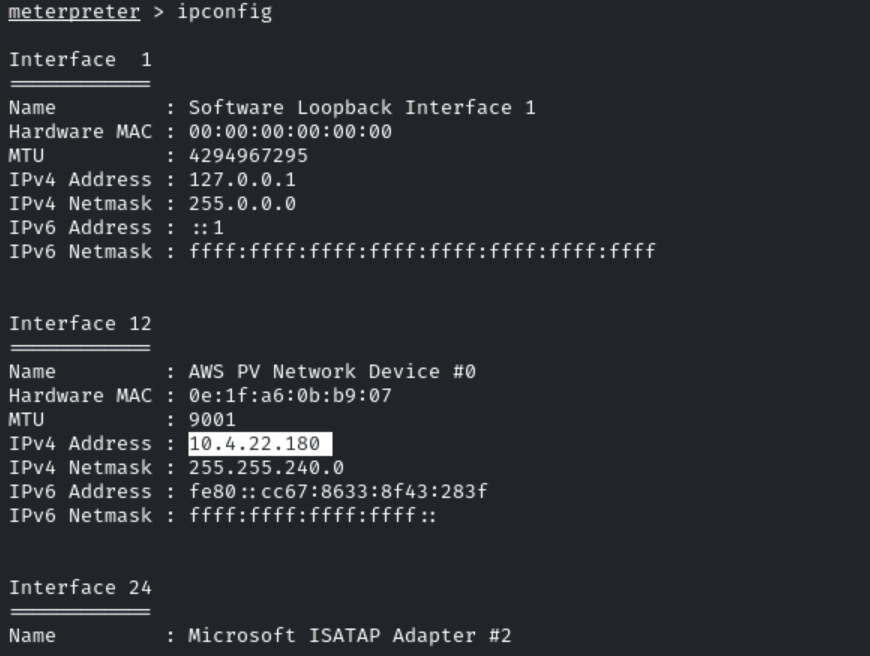 meterpreter > ipconfig
Interface  1
============
Name         : Software Loopback Interface 1
Hardware MAC : 00:00:00:00:00:00
MTU          : 4294967295
IPv4 Address : 127.0.0.1
IPv4 Netmask : 255.0.0.0
IPv6 Address : ::1
IPv6 Netmask : ffff:ffff:ffff:ffff:ffff:ffff:ffff:ffff
Interface 12
============
Name         : AWS PV Network Device #0
Hardware MAC : 0e:1f:a6:0b:b9:07
MTU          : 9001
IPv4 Address : 10.4.22.180
IPv4 Netmask : 255.255.240.0
IPv6 Address : fe80::cc67:8633:8f43:283f
IPv6 Netmask : ffff:ffff:ffff:ffff::
Interface 24
============
Name         : Microsoft ISATAP Adapter #2